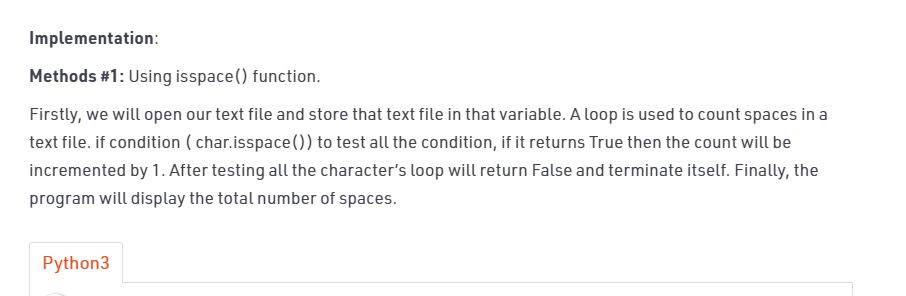 Implementation:
Methods #1: Using isspace() function.
Firstly, we will open our text file and store that text file in that variable. A loop is used to count spaces in a
text file. if condition ( char.isspace()) to test all the condition, if it returns True then the count will be
incremented by 1. After testing all the character’s loop will return False and terminate itself. Finally, the
program will display the total number of spaces.
Python3